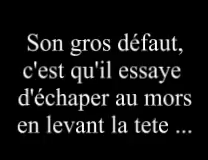 Son gros défaut,
c'est qu'il essaye
d'échaper au mors
en levant la tete ...